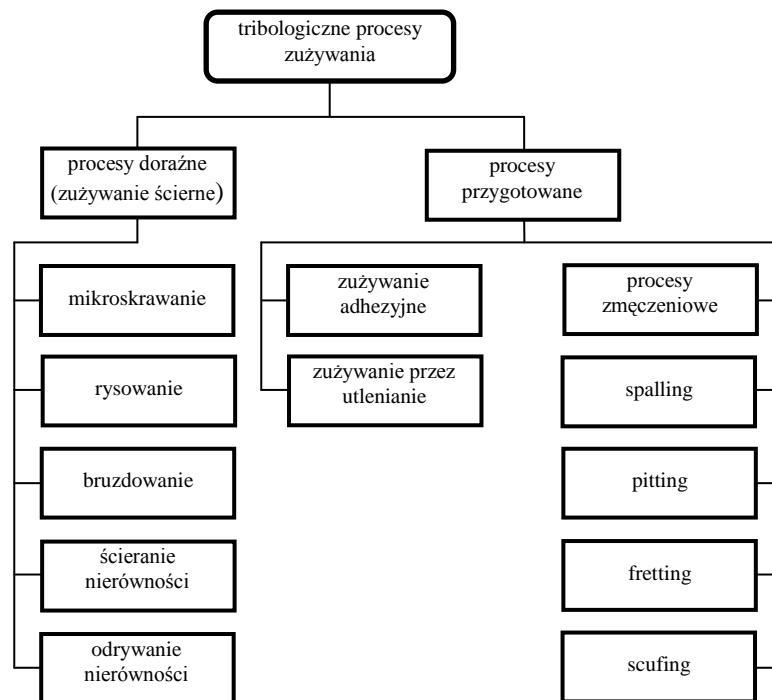 tribologiczne procesy
zużywania
procesy doraźne
(zużywanie ścierne)
procesy
przygotowane
mikroskrawanie
rysowanie
bruzdowanie
ścieranie
nierówności
odrywanie
nierówności
zużywanie
adhezyjne
zużywanie przez
utlenianie
procesy
zmęczeniowe
spalling
pitting
fretting
scufing